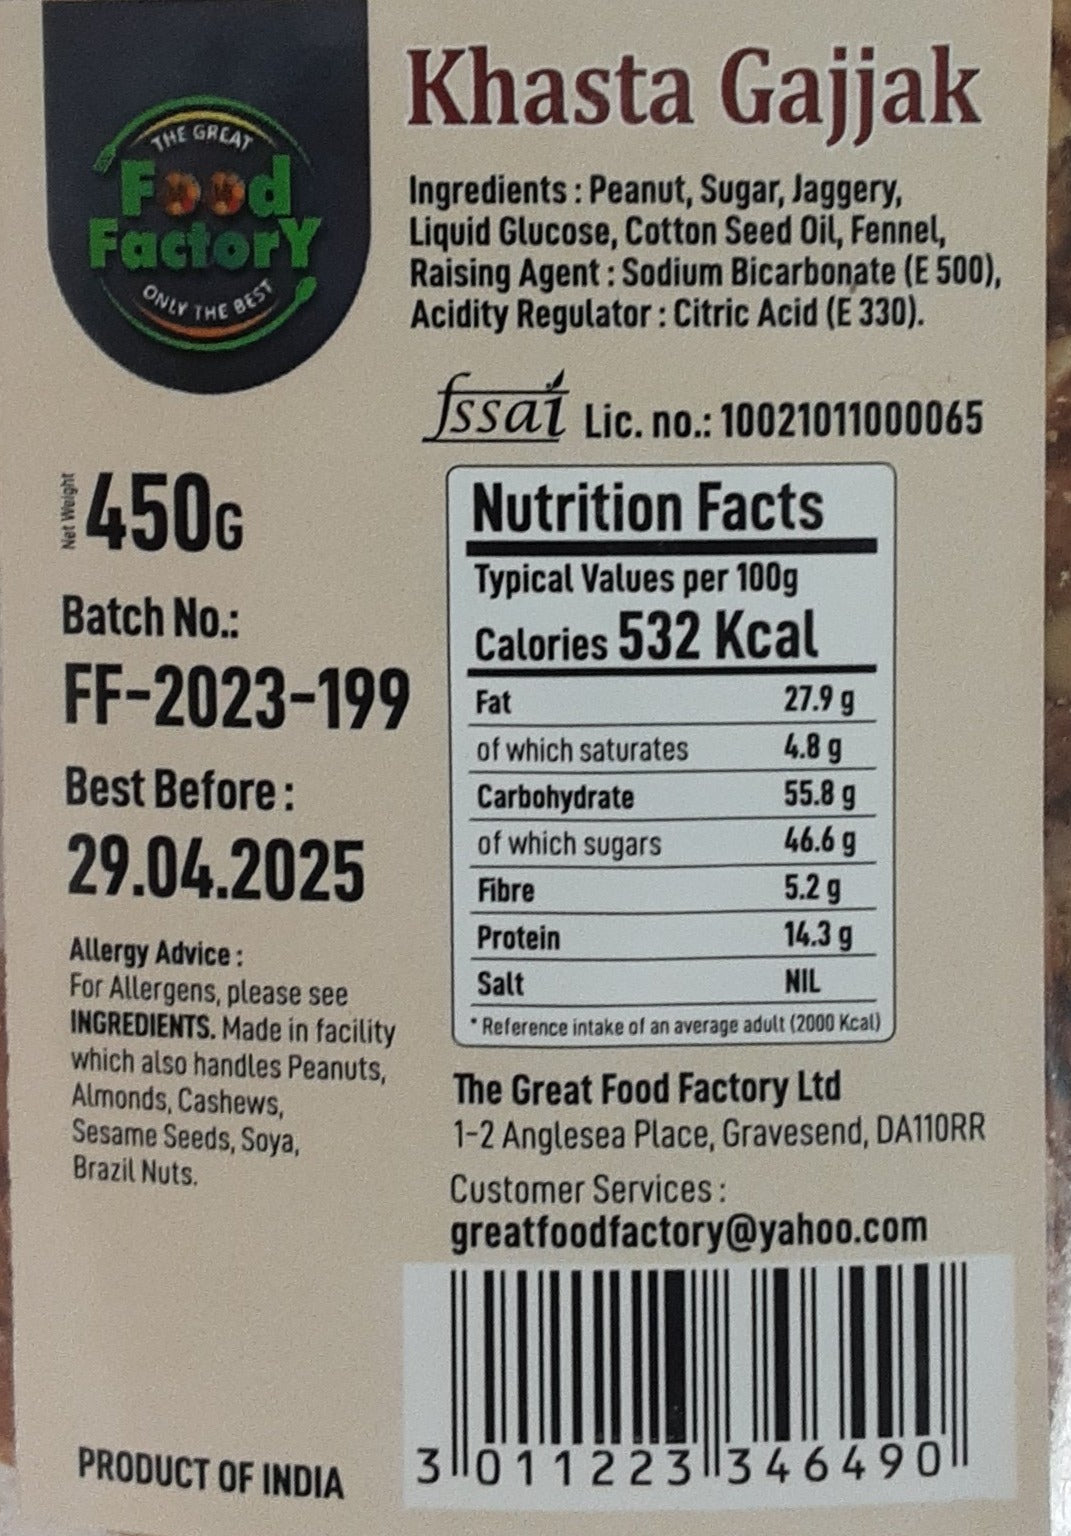 THE GREAT
Food
FactorY
ONLY THE BEST
Khasta Gajjak
Ingredients : Peanut, Sugar, Jaggery,
Liquid Glucose, Cotton Seed Oil, Fennel,
Raising Agent : Sodium Bicarbonate (E 500),
Acidity Regulator : Citric Acid (E 330).
fssai Lic. no.: 10021011000065
Net Weight
450G
Batch No.:
FF-2023-199
Best Before :
29.04.2025
Allergy Advice :
For Allergens, please see
INGREDIENTS. Made in facility
which also handles Peanuts,
Almonds, Cashews,
Sesame Seeds, Soya,
Brazil Nuts.
Nutrition Facts
Typical Values per 100g
Calories 532 Kcal
Fat 27.9 g
of which saturates 4.8 g
Carbohydrate 55.8 g
of which sugars 46.6 g
Fibre 5.2 g
Protein 14.3 g
Salt NIL
* Reference intake of an average adult (2000 Kcal)
The Great Food Factory Ltd
1-2 Anglesea Place, Gravesend, DA110RR
Customer Services :
greatfoodfactory@yahoo.com
3 011223 346490
PRODUCT OF INDIA